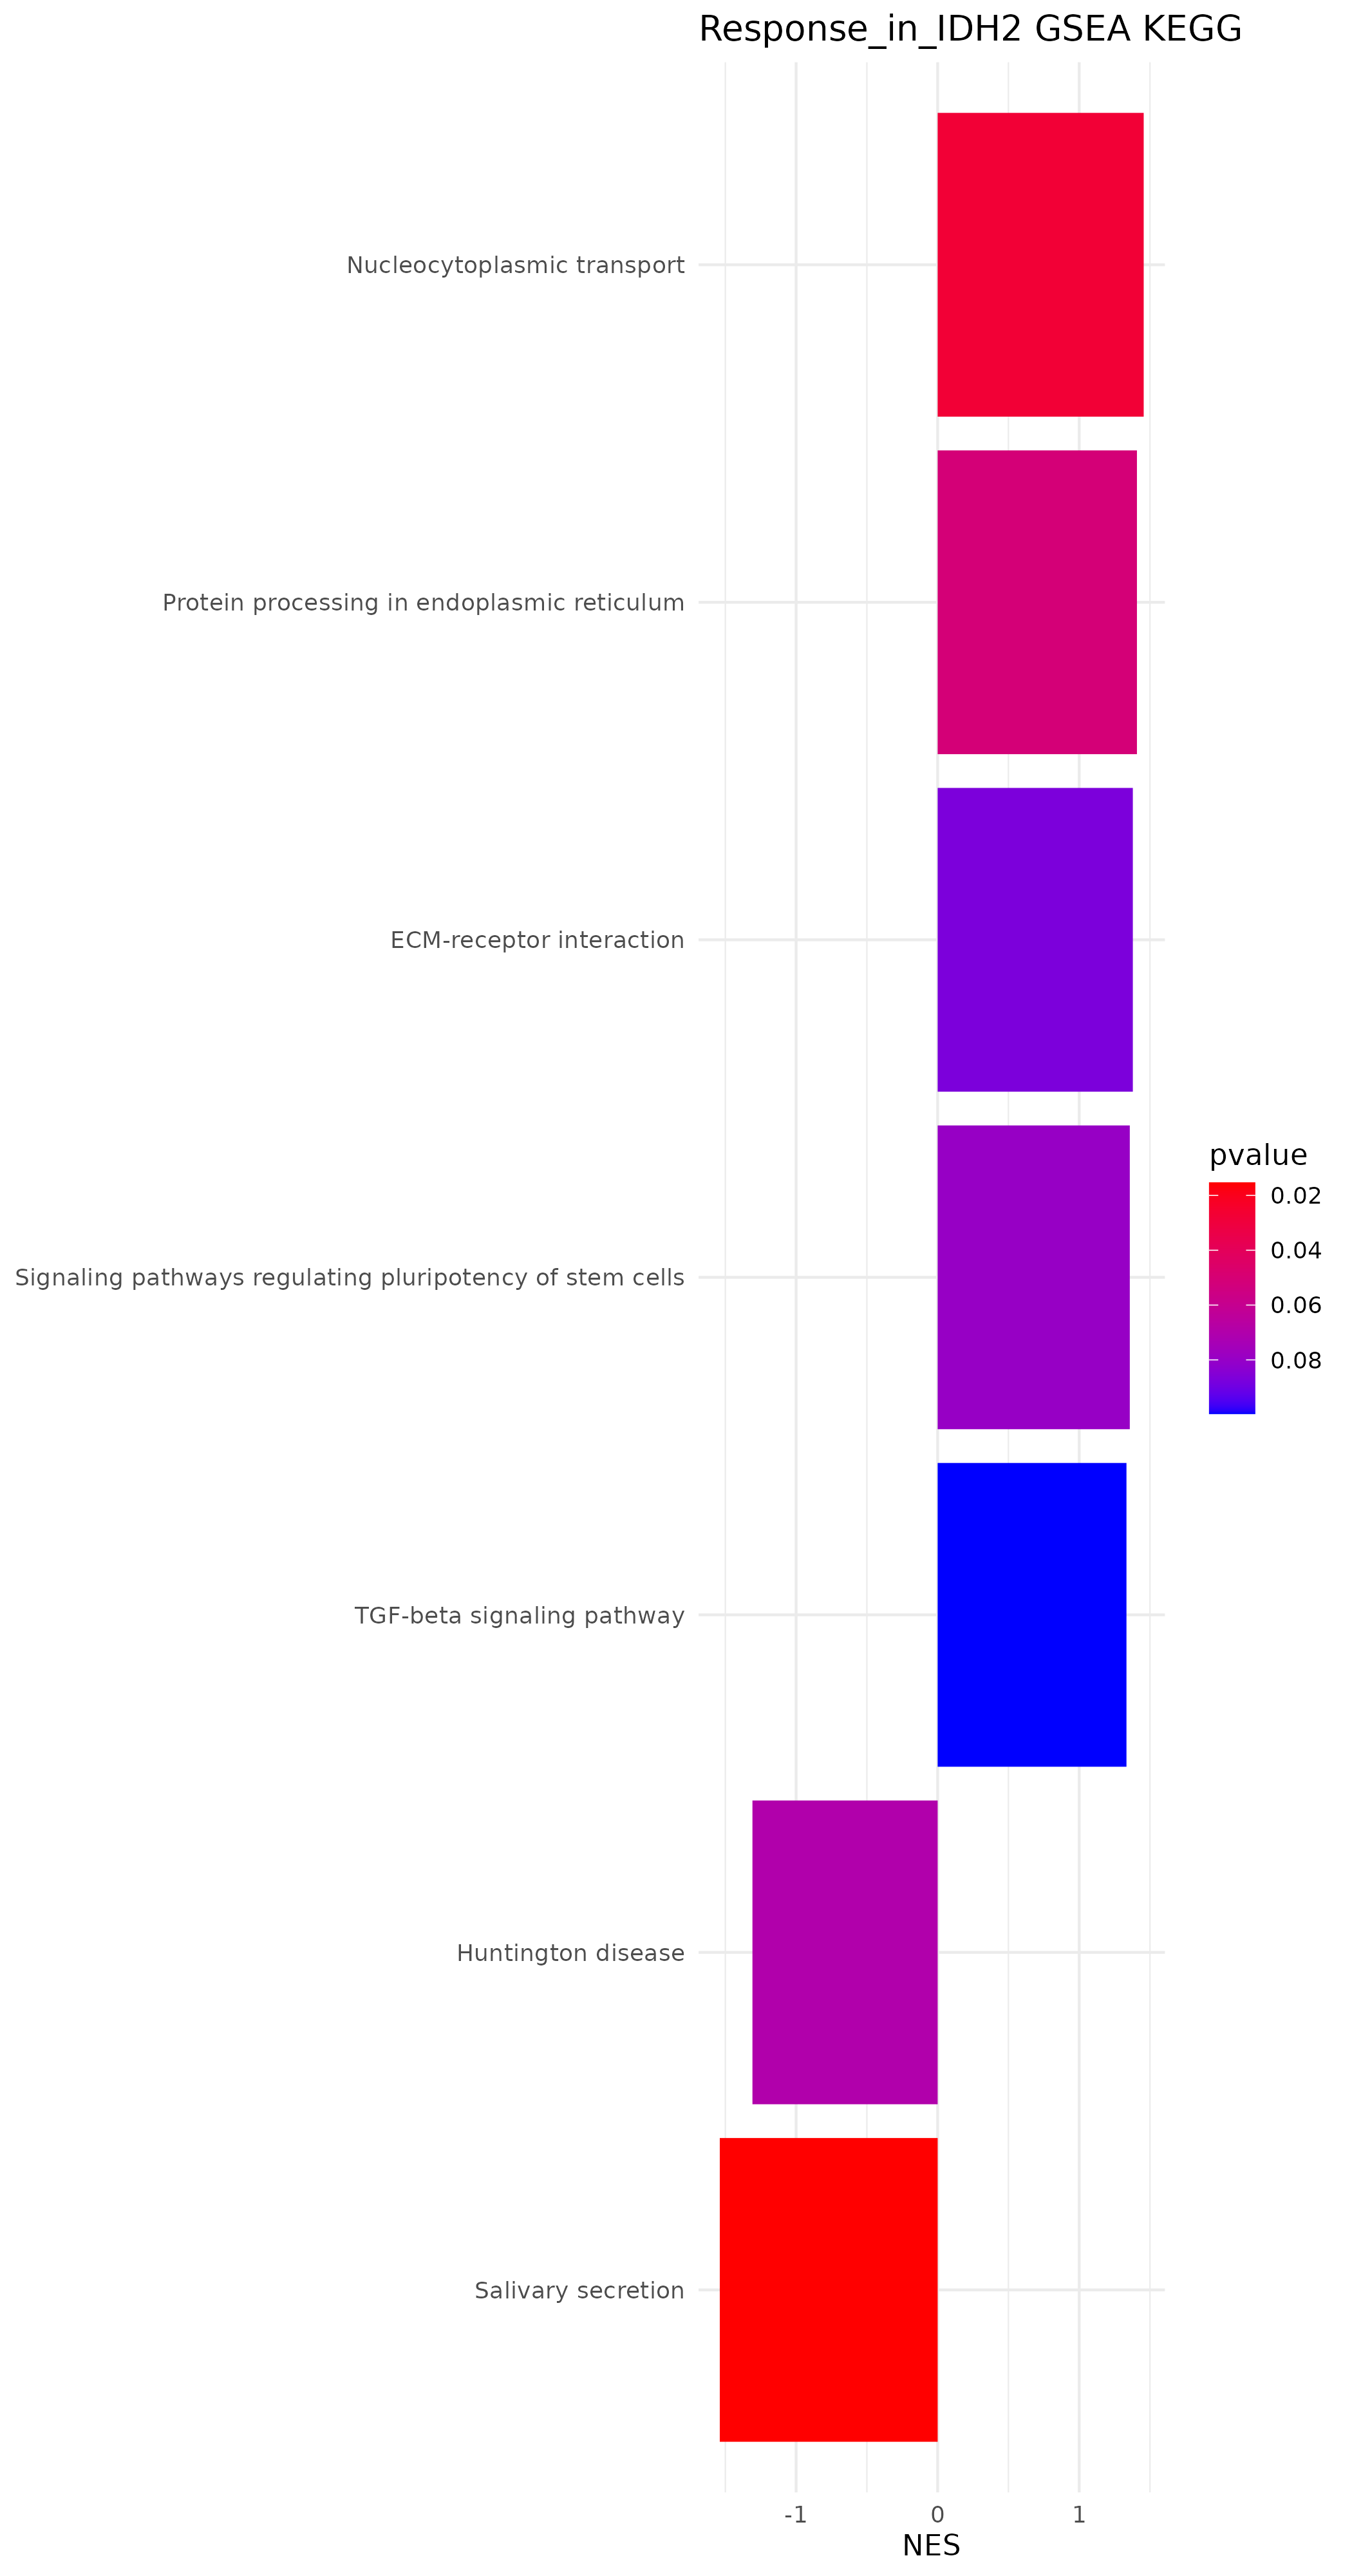 Response_in_IDH2 GSEA KEGG
Nucleocytoplasmic transport
Protein processing in endoplasmic reticulum
ECM-receptor interaction
Signaling pathways regulating pluripotency of stem cells
TGF-beta signaling pathway
Huntington disease
Salivary secretion
pvalue
0.02
0.04
0.06
0.08
-1 0 1
NES